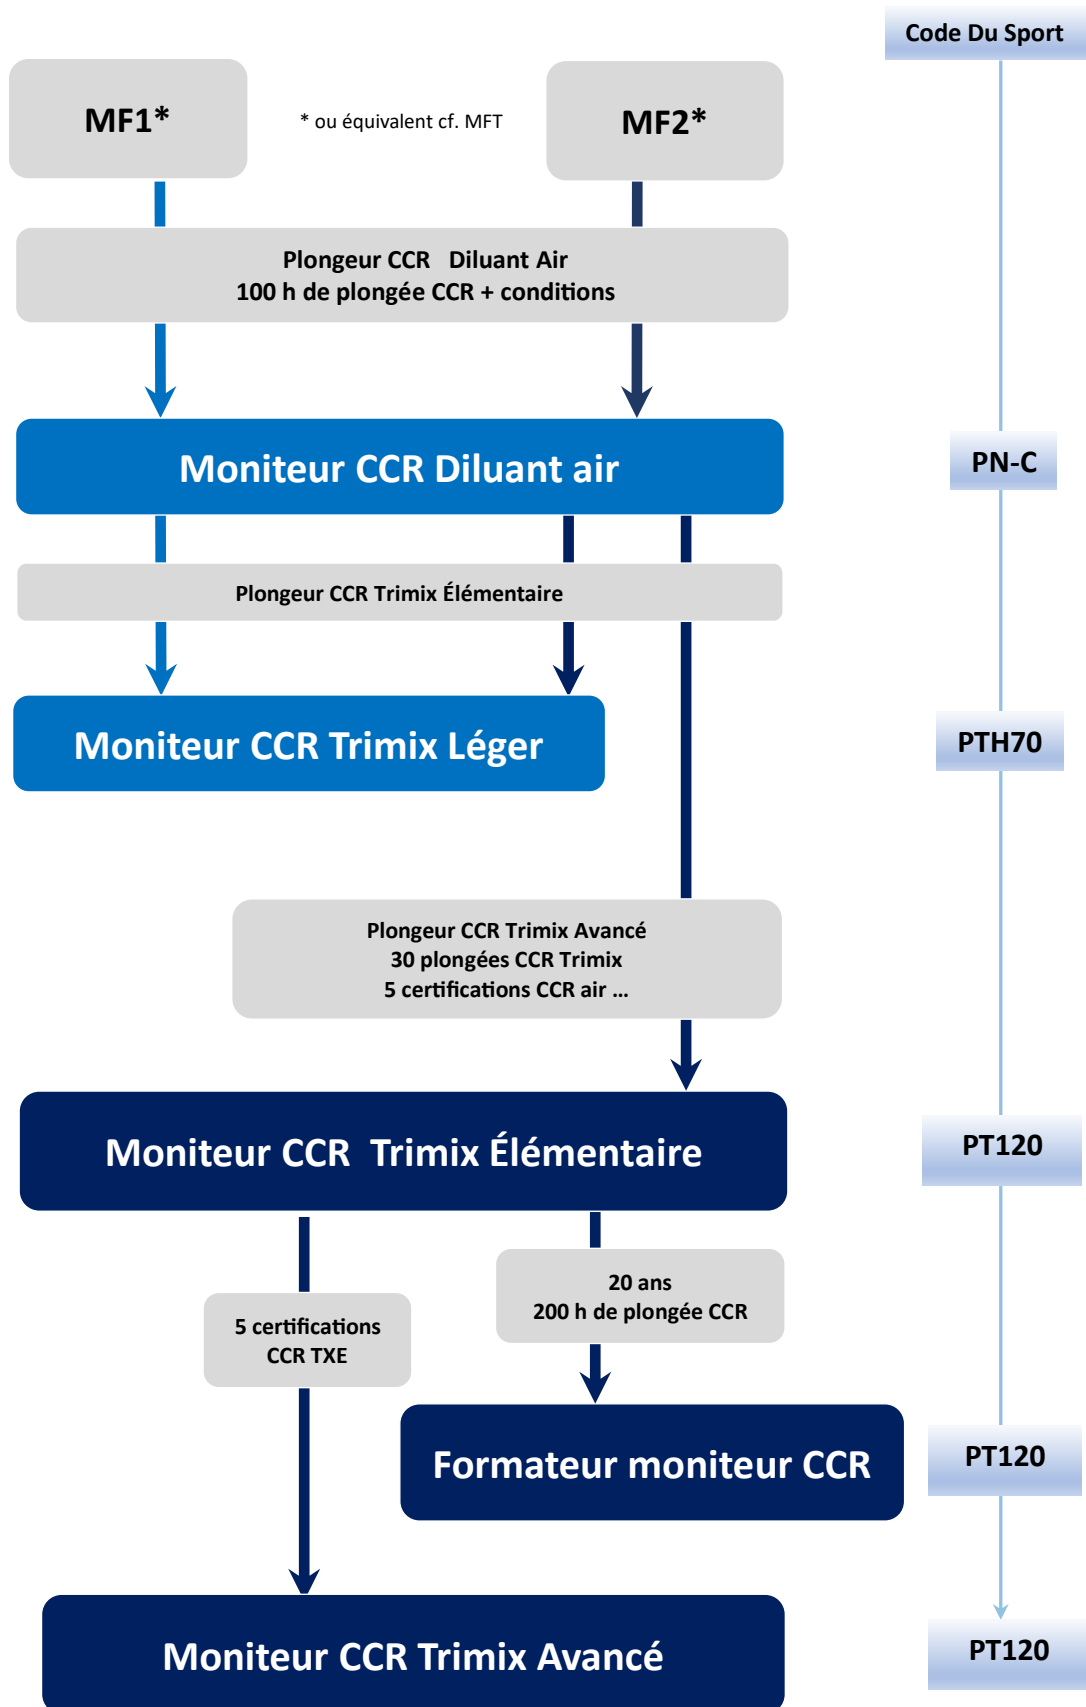 Code Du Sport
MF1*
* ou équivalent cf. MFT
MF2*
Plongeur CCR Diluant Air
100 h de plongée CCR + conditions
Moniteur CCR Diluant air
PN-C
Plongeur CCR Trimix Élémentaire
Moniteur CCR Trimix Léger
PTH70
Plongeur CCR Trimix Avancé
30 plongées CCR Trimix
5 certifications CCR air ...
Moniteur CCR Trimix Élémentaire
PT120
20 ans
200 h de plongée CCR
5 certifications
CCR TXE
Formateur moniteur CCR
PT120
Moniteur CCR Trimix Avancé
PT120